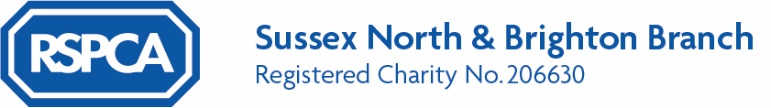 RSPCA
Sussex North & Brighton Branch
Registered Charity No. 206630